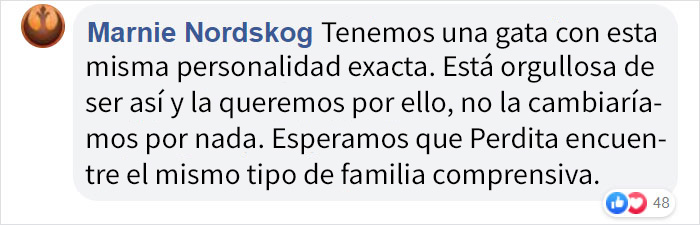 Marnie Nordskog Tenemos una gata con esta
misma personalidad exacta. Está orgullosa de
ser así y la queremos por ello, no la cambiaría-
mos por nada. Esperamos que Perdita encuen-
tre el mismo tipo de familia comprensiva.
48